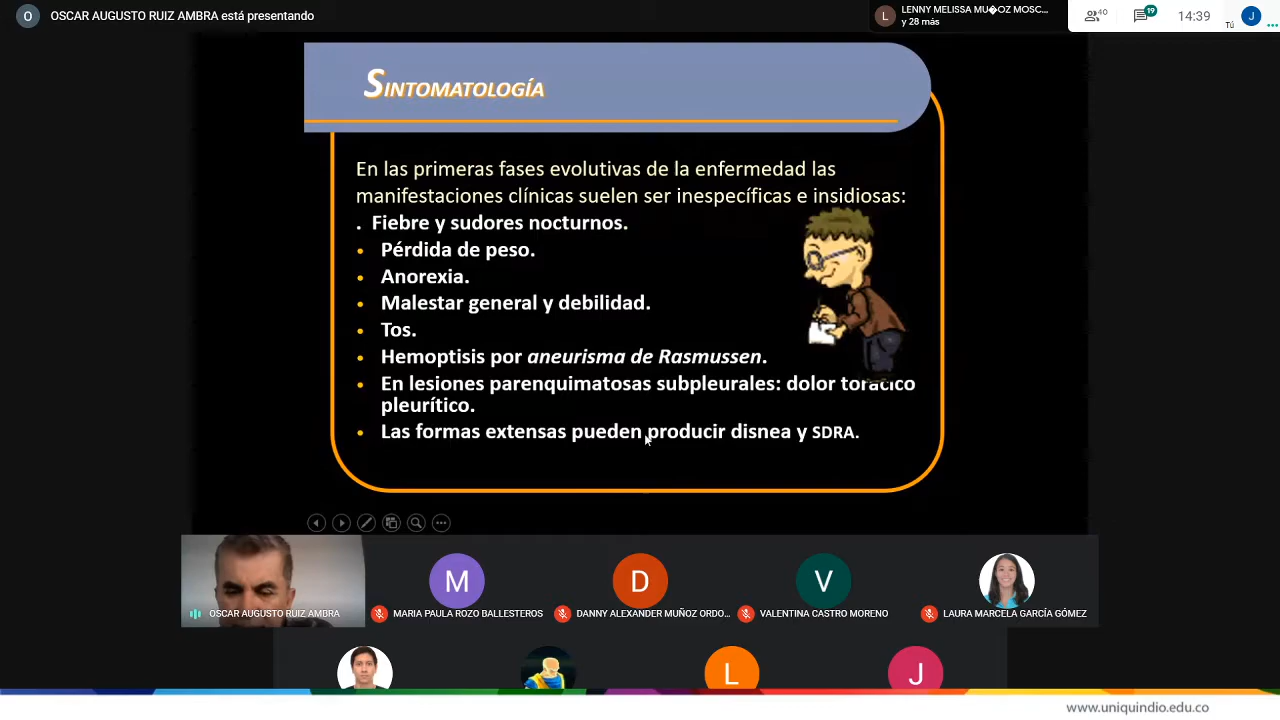 O OSCAR AUGUSTO RUIZ AMBRA está presentando
L LENNY MELISSA MU�OZ MOSC...
y 28 más
40
19
14:39
Tú
J
SINTOMATOLOGÍA
En las primeras fases evolutivas de la enfermedad las
manifestaciones clínicas suelen ser inespecíficas e insidiosas:
. Fiebre y sudores nocturnos.
• Pérdida de peso.
• Anorexia.
• Malestar general y debilidad.
• Tos.
• Hemoptisis por aneurisma de Rasmussen.
• En lesiones parenquimatosas subpleurales: dolor torácico
pleurítico.
• Las formas extensas pueden producir disnea y SDRA.
M
D
V
OSCAR AUGUSTO RUIZ AMBRA
MARIA PAULA ROZO BALLESTEROS
DANNY ALEXANDER MUÑOZ ORDO...
VALENTINA CASTRO MORENO
LAURA MARCELA GARCÍA GÓMEZ
L
J
www.uniquindio.edu.co